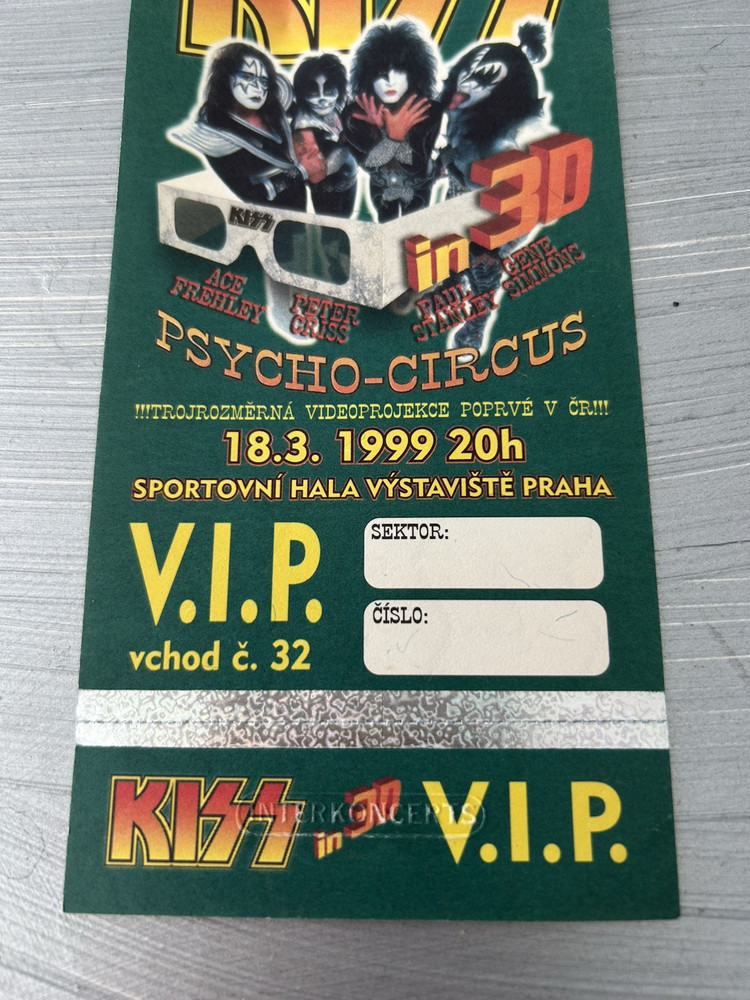 KISS
KISS
in 3D
ACE FREHLEY
PETER CRISS
PAUL STANLEY
GENE SIMMONS
PSYCHO-CIRCUS
!!!TROJROZMĚRNÁ VIDEOPROJEKCE POPRVÉ V ČR!!!
18.3. 1999 20h
SPORTOVNÍ HALA VÝSTAVIŠTĚ PRAHA
V.I.P.
vchod č. 32
SEKTOR:
ČÍSLO:
KISS in 3D V.I.P.
INTERKONCERTS